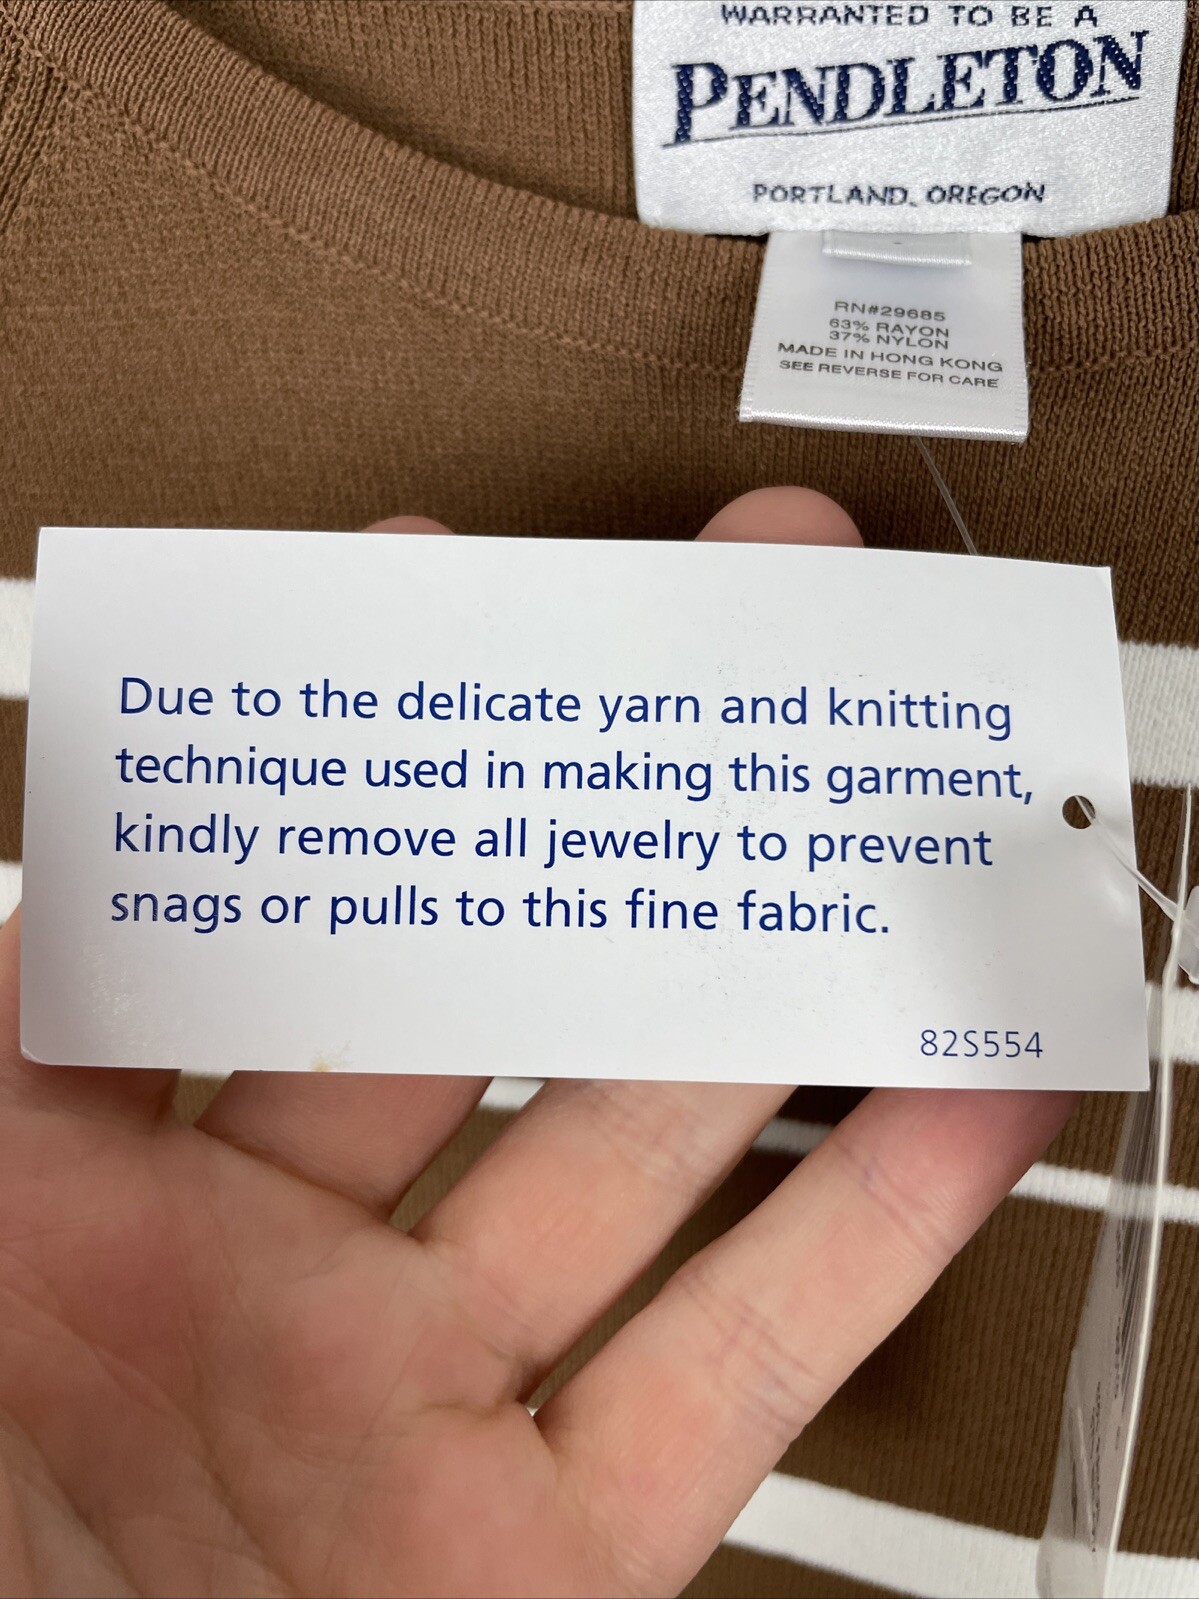 WARRANTED TO BE A
PENDLETON
PORTLAND, OREGON
RN#29685
63% RAYON
37% NYLON
MADE IN HONG KONG
SEE REVERSE FOR CARE
Due to the delicate yarn and knitting
technique used in making this garment,
kindly remove all jewelry to prevent
snags or pulls to this fine fabric.
82S554